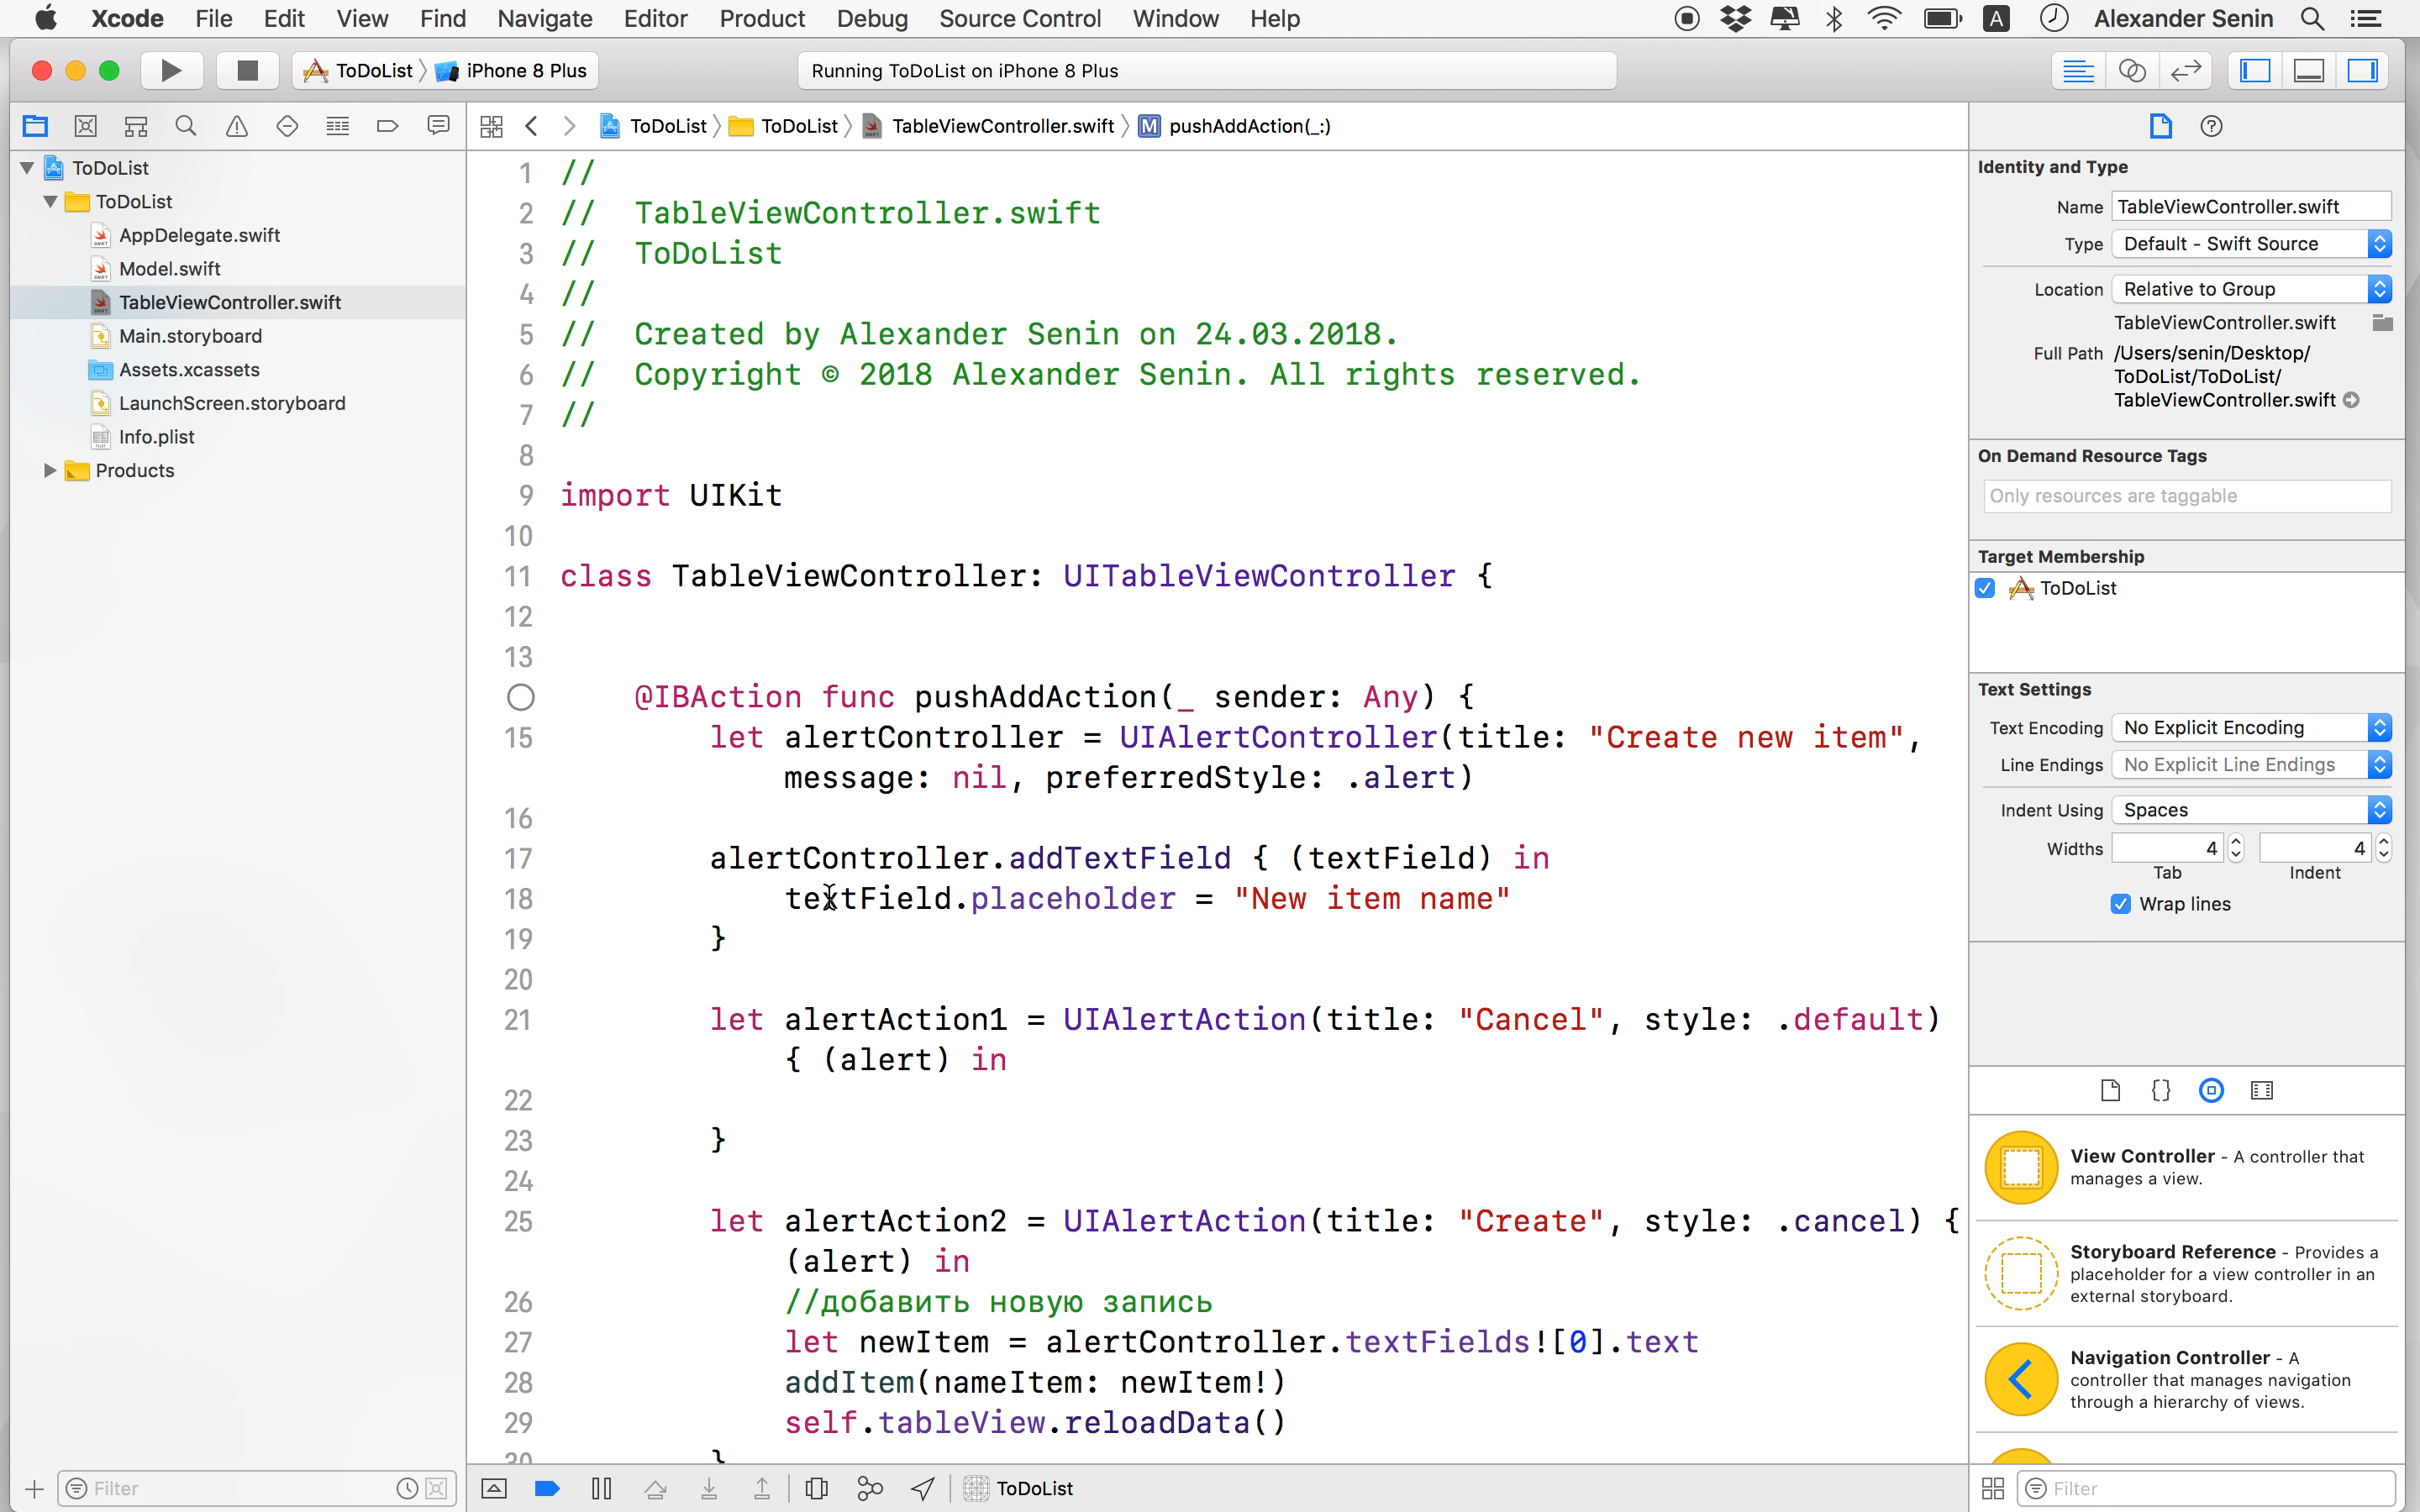 Xcode File Edit View Find Navigate Editor Product Debug Source Control Window Help A Alexander Senin
ToDoList iPhone 8 Plus Running ToDoList on iPhone 8 Plus
ToDoList ToDoList TableViewController.swift M pushAddAction(_:)
ToDoList
ToDoList
AppDelegate.swift
Model.swift
TableViewController.swift
Main.storyboard
Assets.xcassets
LaunchScreen.storyboard
Info.plist
Products
Filter
1 //
2 //  TableViewController.swift
3 //  ToDoList
4 //
5 //  Created by Alexander Senin on 24.03.2018.
6 //  Copyright © 2018 Alexander Senin. All rights reserved.
7 //
8
9 import UIKit
10
11 class TableViewController: UITableViewController {
12
13
@IBAction func pushAddAction(_ sender: Any) {
15 let alertController = UIAlertController(title: "Create new item",
message: nil, preferredStyle: .alert)
16
17 alertController.addTextField { (textField) in
18 textField.placeholder = "New item name"
19 }
20
21 let alertAction1 = UIAlertAction(title: "Cancel", style: .default)
{ (alert) in
22
23 }
24
25 let alertAction2 = UIAlertAction(title: "Create", style: .cancel) {
(alert) in
26 //добавить новую запись
27 let newItem = alertController.textFields![0].text
28 addItem(nameItem: newItem!)
29 self.tableView.reloadData()
30 }
ToDoList
Identity and Type
Name TableViewController.swift
Type Default - Swift Source
Location Relative to Group
TableViewController.swift
Full Path /Users/senin/Desktop/
ToDoList/ToDoList/
TableViewController.swift
On Demand Resource Tags
Only resources are taggable
Target Membership
ToDoList
Text Settings
Text Encoding No Explicit Encoding
Line Endings No Explicit Line Endings
Indent Using Spaces
Widths 4 4
Tab Indent
Wrap lines
View Controller - A controller that
manages a view.
Storyboard Reference - Provides a
placeholder for a view controller in an
external storyboard.
Navigation Controller - A
controller that manages navigation
through a hierarchy of views.
Filter